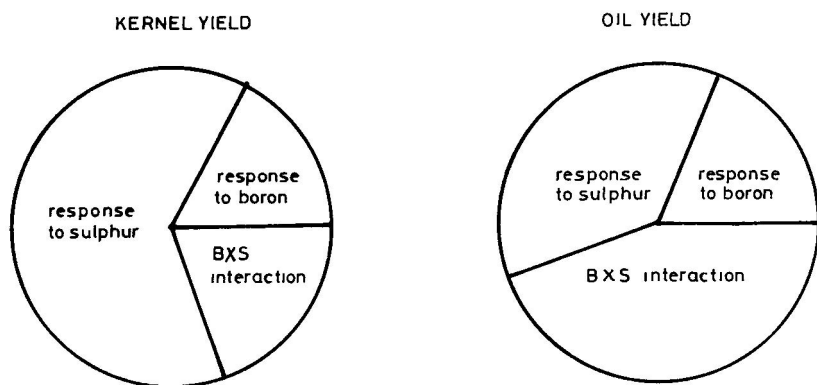 KERNEL YIELD
response
to sulphur
response
to boron
BXS
interaction
OIL YIELD
response
to sulphur
response
to boron
BXS interaction